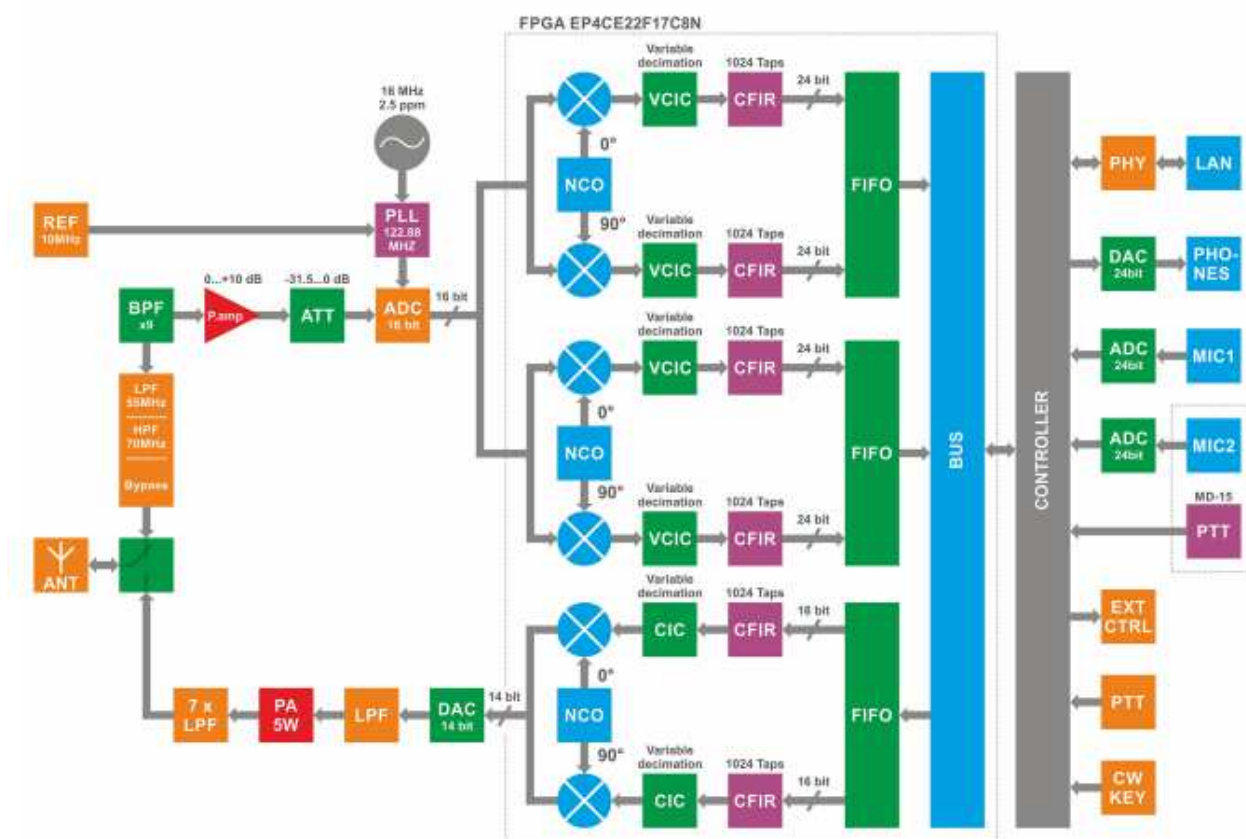 FPGA EP4CE22F17C8N
16 MHz
2.5 ppm
REF
10MHz
PLL
122.88
MHZ
0...+10 dB
-31.5...0 dB
BPF
x9
P.amp
ATT
ADC
16 bit
16 bit
LPF
55MHz
HPF
70MHz
Bypass
ANT
7 x
LPF
PA
5W
LPF
DAC
14 bit
14 bit
Variable
decimation
1024 Taps
24 bit
VCIC
CFIR
0°
NCO
90°
Variable
decimation
1024 Taps
24 bit
VCIC
CFIR
FIFO
Variable
decimation
1024 Taps
24 bit
VCIC
CFIR
0°
NCO
90°
Variable
decimation
1024 Taps
24 bit
VCIC
CFIR
FIFO
Variable
decimation
1024 Taps
16 bit
CIC
CFIR
0°
NCO
90°
Variable
decimation
1024 Taps
16 bit
CIC
CFIR
FIFO
BUS
CONTROLLER
PHY
LAN
DAC
24bit
PHO-
NES
ADC
24bit
MIC1
ADC
24bit
MIC2
MD-15
PTT
EXT
CTRL
PTT
CW
KEY